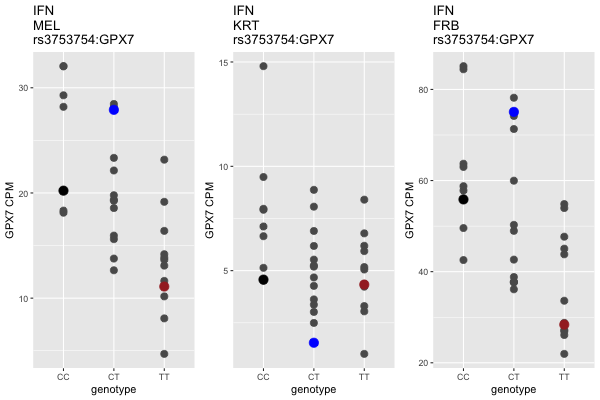 IFN
MEL
rs3753754:GPX7
30
20
10
GPX7 CPM
CC
CT
TT
genotype
IFN
KRT
rs3753754:GPX7
15
10
5
GPX7 CPM
CC
CT
TT
genotype
IFN
FRB
rs3753754:GPX7
80
60
40
20
GPX7 CPM
CC
CT
TT
genotype